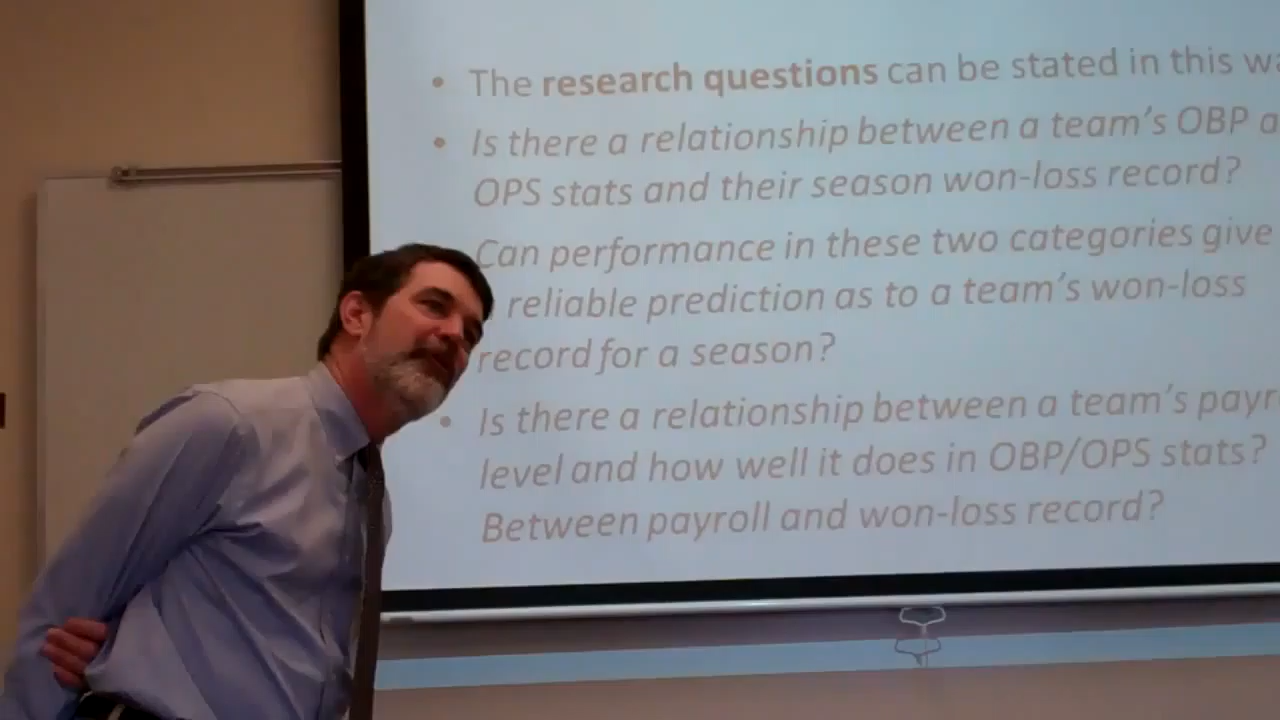 • The research questions can be stated in this wa
• Is there a relationship between a team's OBP a
OPS stats and their season won-loss record?
Can performance in these two categories give
reliable prediction as to a team's won-loss
record for a season?
• Is there a relationship between a team's payr
level and how well it does in OBP/OPS stats?
Between payroll and won-loss record?